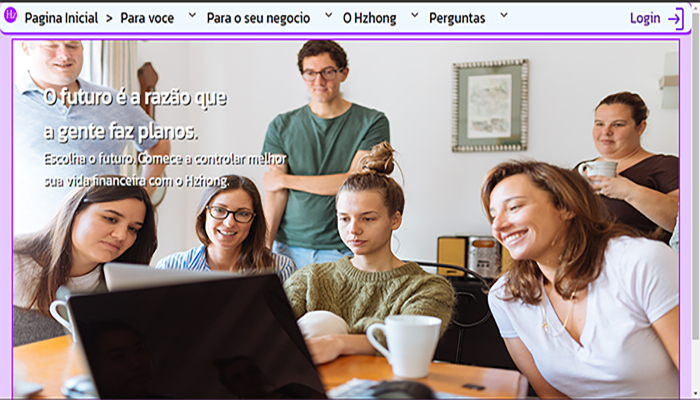 Hz Pagina Inicial > Para voce Para o seu negocio O Hzhong Perguntas Login
O futuro é a razão que
a gente faz planos.
Escolha o futuro.Comece a controlar melhor
sua vida financeira com o Hzhong.